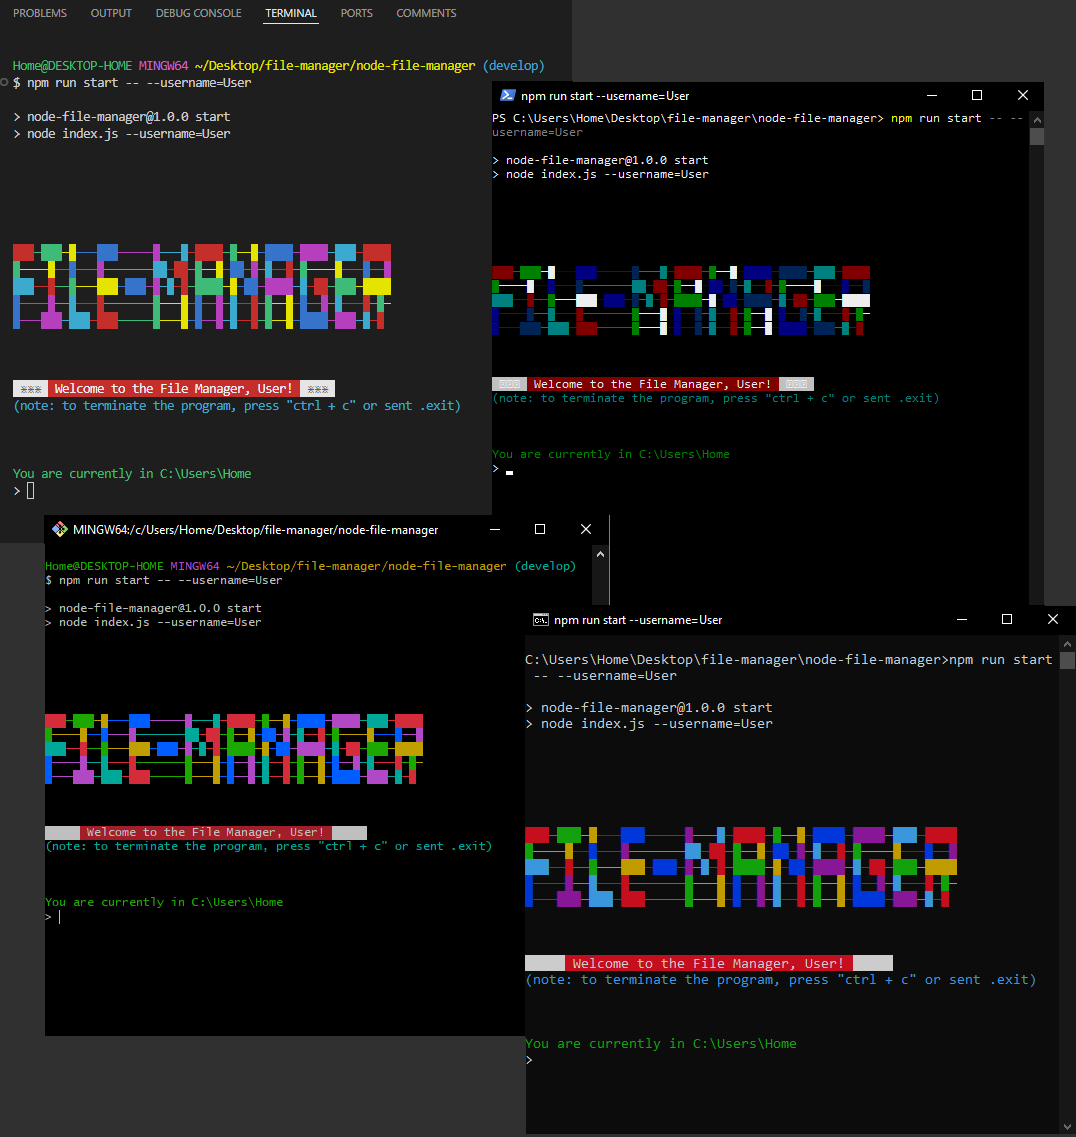 PROBLEMS OUTPUT DEBUG CONSOLE TERMINAL PORTS COMMENTS
Home@DESKTOP-HOME MINGW64 ~/Desktop/file-manager/node-file-manager (develop)
$ npm run start -- --username=User
> node-file-manager@1.0.0 start
> node index.js --username=User
FILE-MANAGER
*** Welcome to the File Manager, User! ***
(note: to terminate the program, press "ctrl + c" or sent .exit)
You are currently in C:\Users\Home
>
npm run start --username=User
PS C:\Users\Home\Desktop\file-manager\node-file-manager> npm run start -- --
username=User
> node-file-manager@1.0.0 start
> node index.js --username=User
FILE-MANAGER
Welcome to the File Manager, User!
(note: to terminate the program, press "ctrl + c" or sent .exit)
You are currently in C:\Users\Home
>
MINGW64:/c/Users/Home/Desktop/file-manager/node-file-manager
Home@DESKTOP-HOME MINGW64 ~/Desktop/file-manager/node-file-manager (develop)
$ npm run start -- --username=User
> node-file-manager@1.0.0 start
> node index.js --username=User
FILE-MANAGER
Welcome to the File Manager, User!
(note: to terminate the program, press "ctrl + c" or sent .exit)
You are currently in C:\Users\Home
>
npm run start --username=User
C:\Users\Home\Desktop\file-manager\node-file-manager>npm run start
-- --username=User
> node-file-manager@1.0.0 start
> node index.js --username=User
FILE-MANAGER
Welcome to the File Manager, User!
(note: to terminate the program, press "ctrl + c" or sent .exit)
You are currently in C:\Users\Home
>